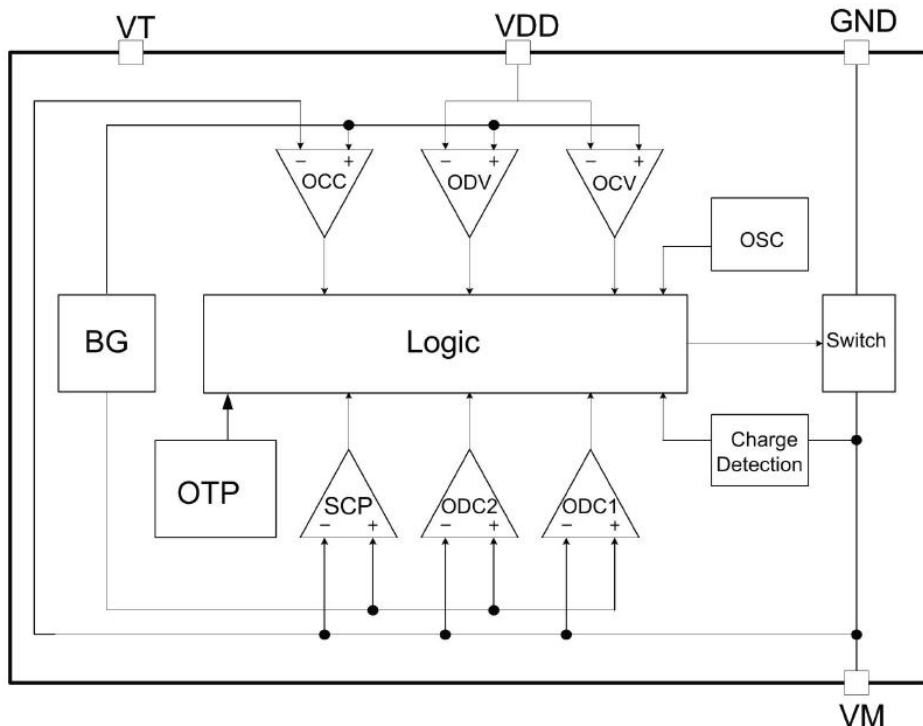 VT
VDD
GND
− +
− +
− +
OCC
ODV
OCV
OSC
BG
Logic
Switch
OTP
SCP
ODC2
ODC1
− +
− +
− +
Charge
Detection
VM